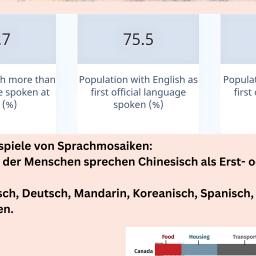 .7
75.5
h more than
e spoken at
(%)
Population with English as
first official language
spoken (%)
Populat
first
spiele von Sprachmosaiken:
der Menschen sprechen Chinesisch als Erst- o
sch, Deutsch, Mandarin, Koreanisch, Spanisch,
en.
Food Housing Transport
Canada